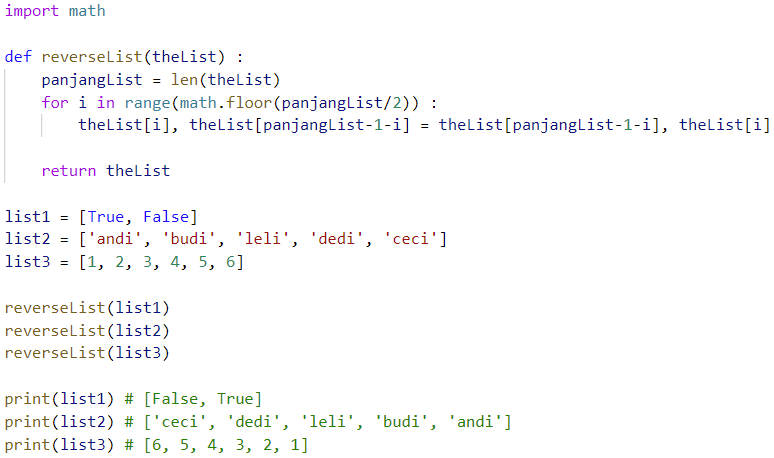 import math
def reverseList(theList) :
    panjangList = len(theList)
    for i in range(math.floor(panjangList/2)) :
        theList[i], theList[panjangList-1-i] = theList[panjangList-1-i], theList[i]
    return theList
list1 = [True, False]
list2 = ['andi', 'budi', 'leli', 'dedi', 'ceci']
list3 = [1, 2, 3, 4, 5, 6]
reverseList(list1)
reverseList(list2)
reverseList(list3)
print(list1) # [False, True]
print(list2) # ['ceci', 'dedi', 'leli', 'budi', 'andi']
print(list3) # [6, 5, 4, 3, 2, 1]